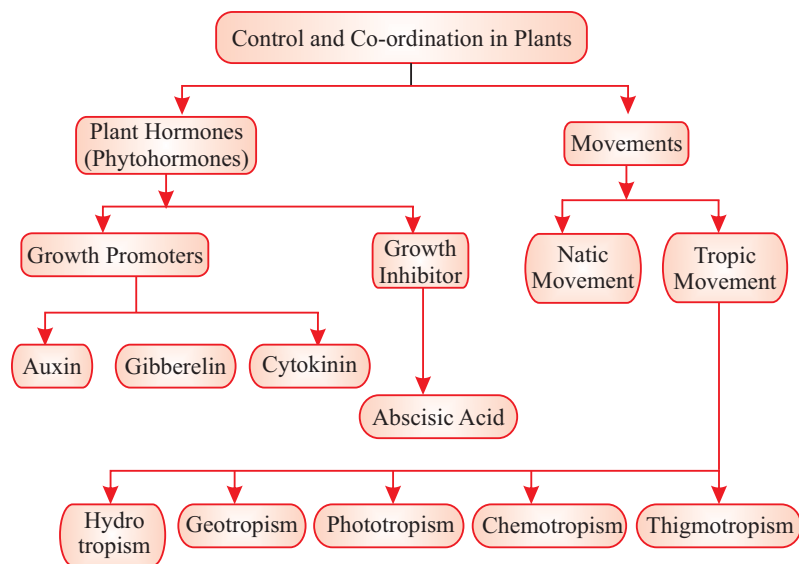 Control and Co-ordination in Plants
Plant Hormones
(Phytohormones)
Movements
Growth Promoters
Growth
Inhibitor
Natic
Movement
Tropic
Movement
Auxin
Gibberelin
Cytokinin
Abscisic Acid
Hydro
tropism
Geotropism
Phototropism
Chemotropism
Thigmotropism